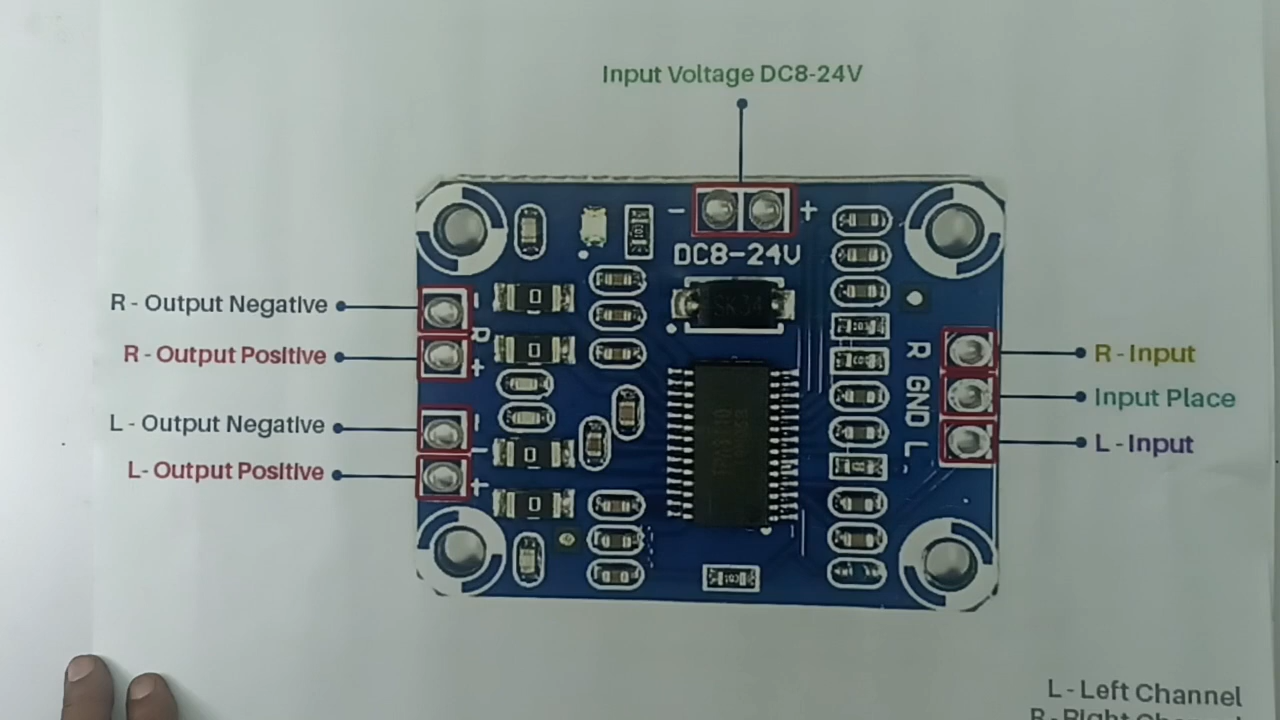 Input Voltage DC8-24V
- +
DC8-24V
R - Output Negative
R - Output Positive
L - Output Negative
L- Output Positive
-
R
+
-
+
SK34
R
GND
L
R - Input
Input Place
L - Input
L - Left Channel
R - Right